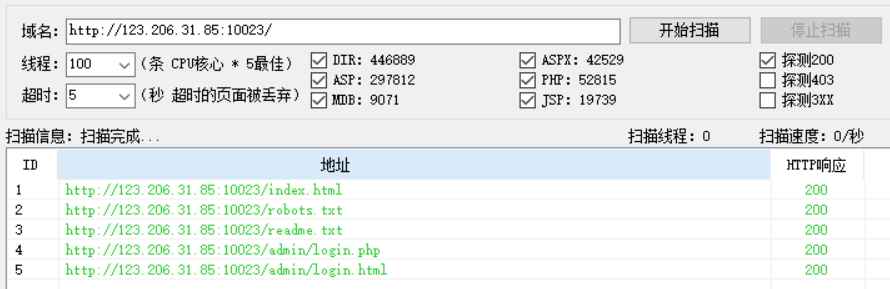 域名: http://123.206.31.85:10023/ 开始扫描 停止扫描
线程: 100 (条 CPU核心 * 5最佳) DIR: 446889 ASPX: 42529 探测200
ASP: 297812 PHP: 52815 探测403
超时: 5 (秒 超时的页面被丢弃) MDB: 9071 JSP: 19739 探测3XX
扫描信息: 扫描完成... 扫描线程: 0 扫描速度: 0/秒
ID 地址 HTTP响应
1 http://123.206.31.85:10023/index.html 200
2 http://123.206.31.85:10023/robots.txt 200
3 http://123.206.31.85:10023/readme.txt 200
4 http://123.206.31.85:10023/admin/login.php 200
5 http://123.206.31.85:10023/admin/login.html 200